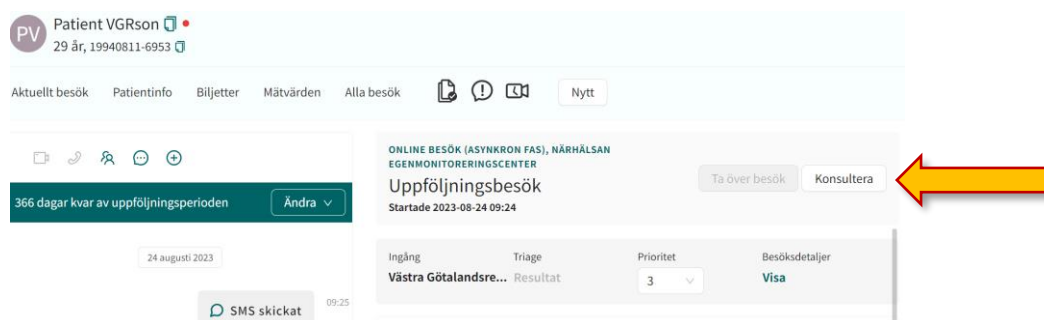 PV
Patient VGRson
29 år, 19940811-6953
Aktuellt besök Patientinfo Biljetter Mätvärden Alla besök Nytt
366 dagar kvar av uppföljningsperioden Ändra
24 augusti 2023
SMS skickat 09:25
ONLINE BESÖK (ASYNKRON FAS), NÄRHÄLSAN
EGENMONITORERINGSCENTER
Uppföljningsbesök
Startade 2023-08-24 09:24
Ta över besök Konsultera
Ingång Triage Prioritet Besöksdetaljer
Västra Götalandsre... Resultat 3 Visa